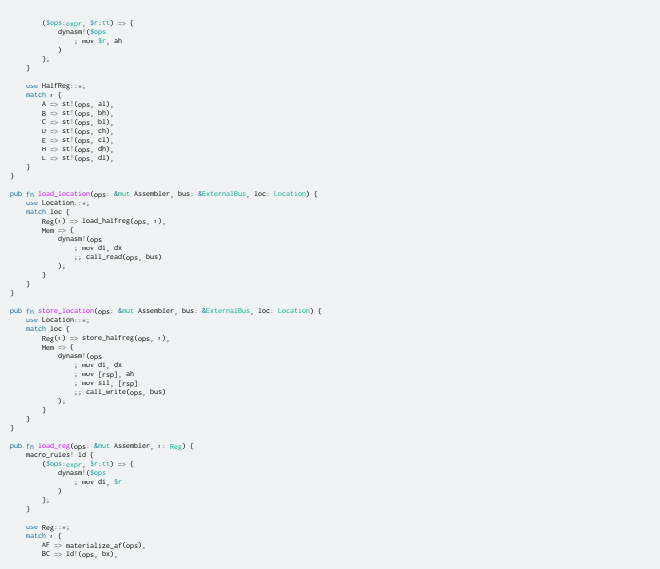 ($ops:expr, $r:tt) => {
dynasm!($ops
; mov $r, ah
)
};
}
use HalfReg::*;
match r {
A => st!(ops, al),
B => st!(ops, bh),
C => st!(ops, bl),
D => st!(ops, ch),
E => st!(ops, cl),
H => st!(ops, dh),
L => st!(ops, dl),
}
}
pub fn load_location(ops: &mut Assembler, bus: &ExternalBus, loc: Location) {
use Location::*;
match loc {
Reg(r) => load_halfreg(ops, r),
Mem => {
dynasm!(ops
; mov di, dx
;; call_read(ops, bus)
);
}
}
}
pub fn store_location(ops: &mut Assembler, bus: &ExternalBus, loc: Location) {
use Location::*;
match loc {
Reg(r) => store_halfreg(ops, r),
Mem => {
dynasm!(ops
; mov di, dx
; mov [rsp], ah
; mov sil, [rsp]
;; call_write(ops, bus)
);
}
}
}
pub fn load_reg(ops: &mut Assembler, r: Reg) {
macro_rules! ld {
($ops:expr, $r:tt) => {
dynasm!($ops
; mov di, $r
)
};
}
use Reg::*;
match r {
AF => materialize_af(ops),
BC => ld!(ops, bx),